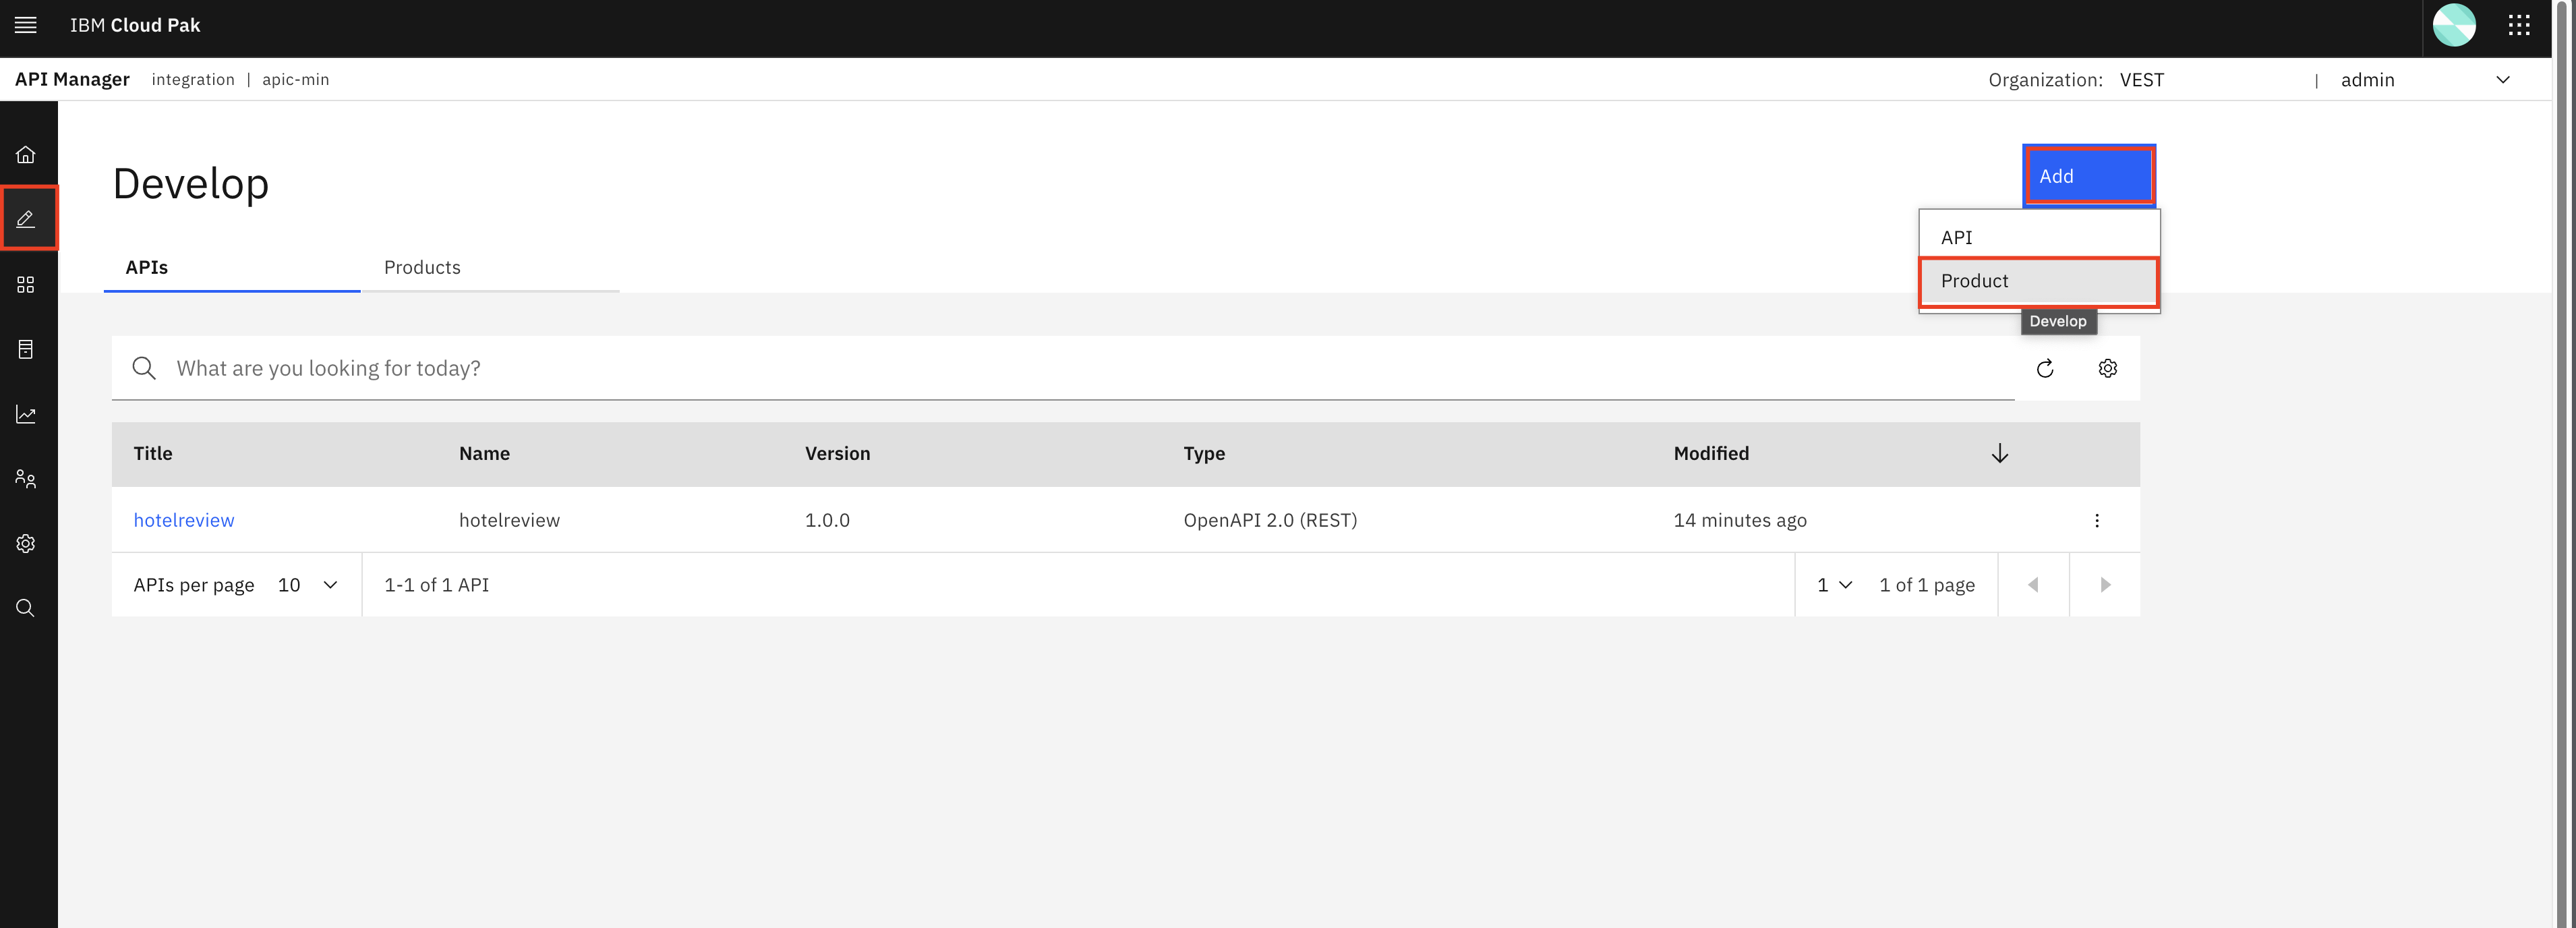 IBM Cloud Pak
API Manager integration | apic-min Organization: VEST | admin
Develop
Add
API
Product
Develop
APIs Products
What are you looking for today?
Title Name Version Type Modified
hotelreview hotelreview 1.0.0 OpenAPI 2.0 (REST) 14 minutes ago
APIs per page 10 1-1 of 1 API 1 1 of 1 page